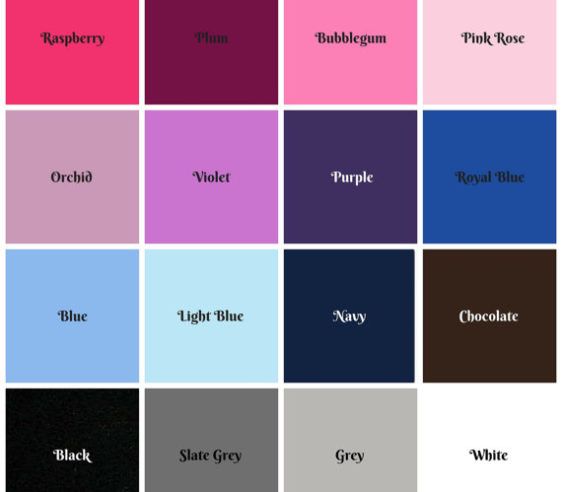 Raspberry
Plum
Bubblegum
Pink Rose
Orchid
Violet
Purple
Royal Blue
Blue
Light Blue
Navy
Chocolate
Black
Slate Grey
Grey
White